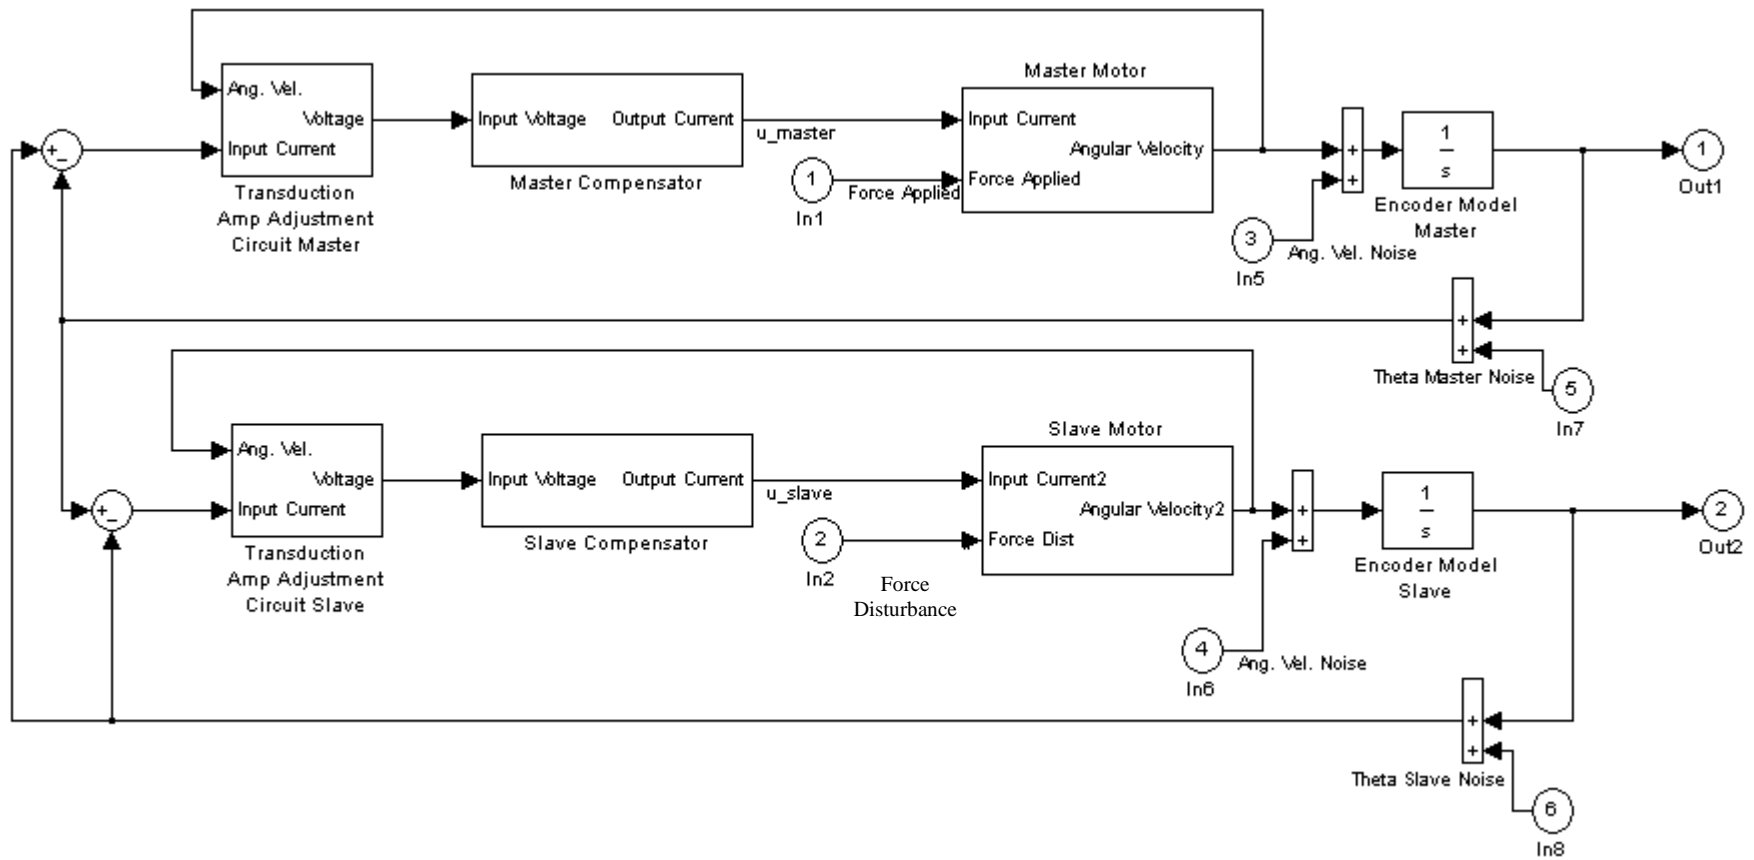 Master Motor
Ang. Vel.
Voltage
Input Current
Transduction
Amp Adjustment
Circuit Master
Input Voltage Output Current
Master Compensator
u_master
1
In1
Force Applied
Input Current
Angular Velocity
Force Applied
+
+
1
s
Encoder Model
Master
1
Out1
3
In5
Ang. Vel. Noise
+
-
+
+
Theta Master Noise
5
In7
Slave Motor
Ang. Vel.
Voltage
Input Current
Transduction
Amp Adjustment
Circuit Slave
Input Voltage Output Current
Slave Compensator
u_slave
2
In2
Force
Disturbance
Input Current2
Angular Velocity2
Force Dist
+
+
1
s
Encoder Model
Slave
2
Out2
4
In6
Ang. Vel. Noise
+
-
+
+
Theta Slave Noise
6
In8